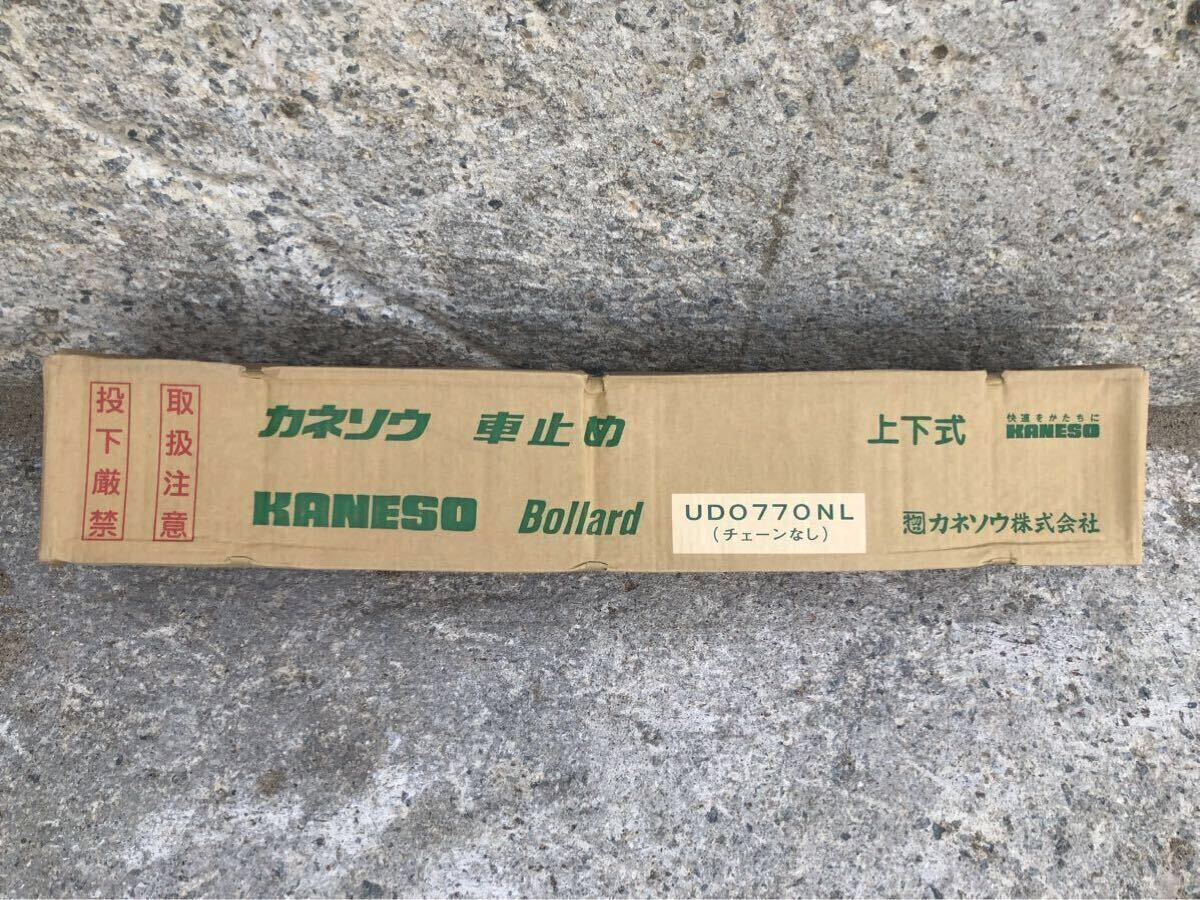 取扱注意
投下厳禁
カネソウ 車止め
KANESO Bollard
UD0770NL
(チェーンなし)
上下式
快適をかたちに
KANESO
惣 カネソウ株式会社